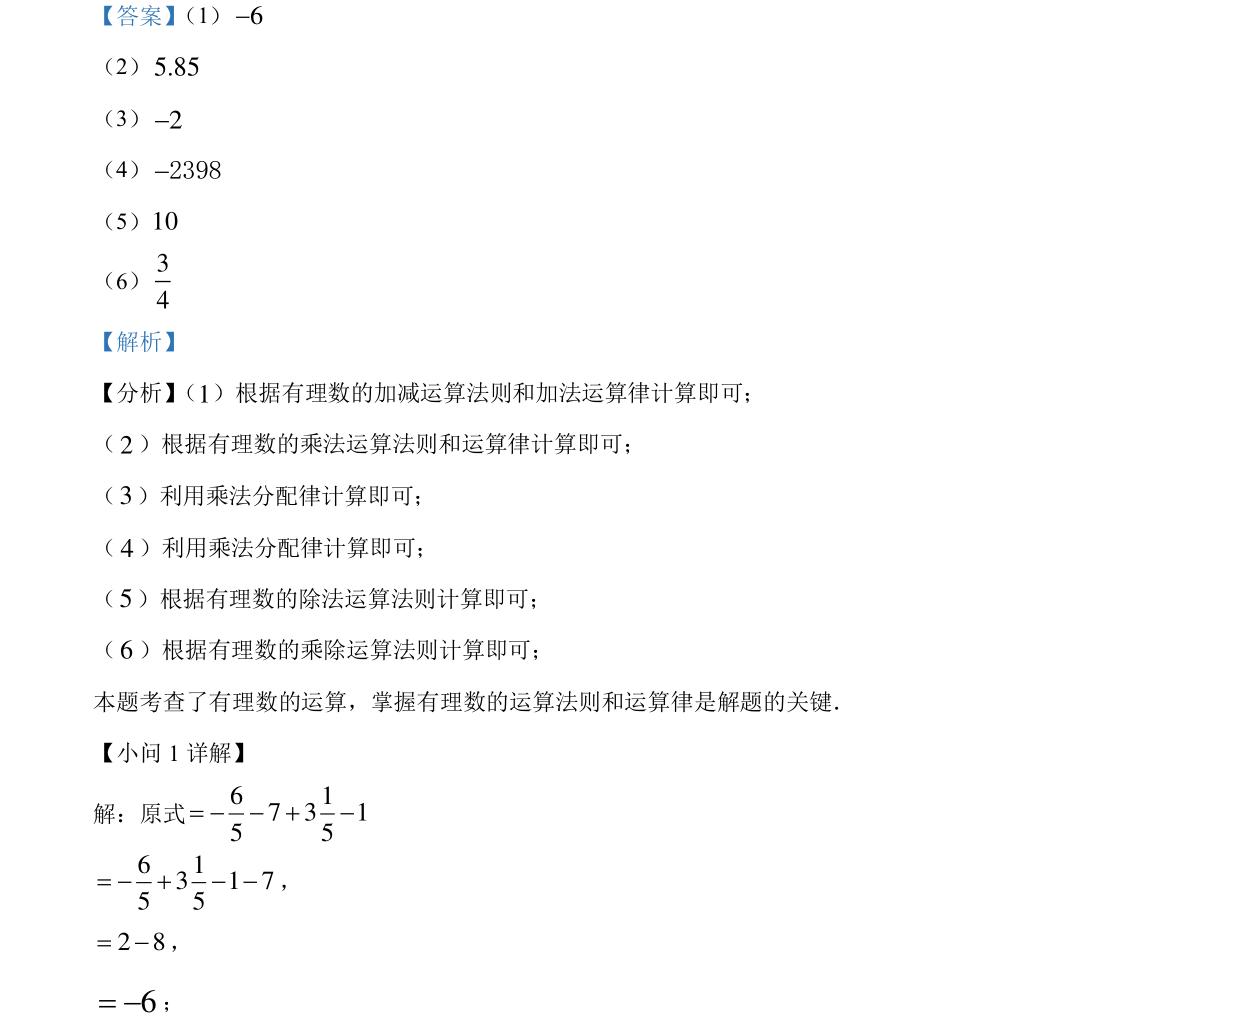 【答案】（1）−6
（2）5.85
（3）−2
（4）−2398
（5）10
（6）3/4
【解析】
【分析】（1）根据有理数的加减运算法则和加法运算律计算即可；
（2）根据有理数的乘法运算法则和运算律计算即可；
（3）利用乘法分配律计算即可；
（4）利用乘法分配律计算即可；
（5）根据有理数的除法运算法则计算即可；
（6）根据有理数的乘除运算法则计算即可；
本题考查了有理数的运算，掌握有理数的运算法则和运算律是解题的关键．
【小问 1 详解】
解：原式=−6/5−7+3 1/5−1
=−6/5+3 1/5−1−7，
=2−8，
=−6；